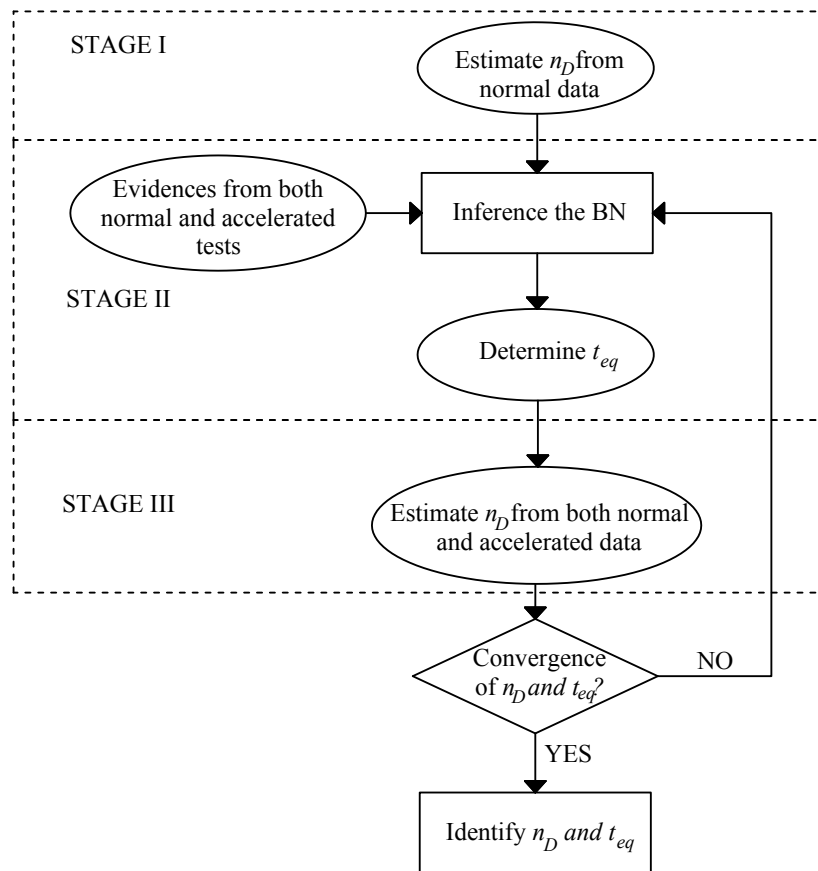 STAGE I
Estimate n_D from
normal data
Evidences from both
normal and accelerated
tests
Inference the BN
STAGE II
Determine t_eq
STAGE III
Estimate n_D from both normal
and accelerated data
Convergence
of n_D and t_eq?
NO
YES
Identify n_D and t_eq